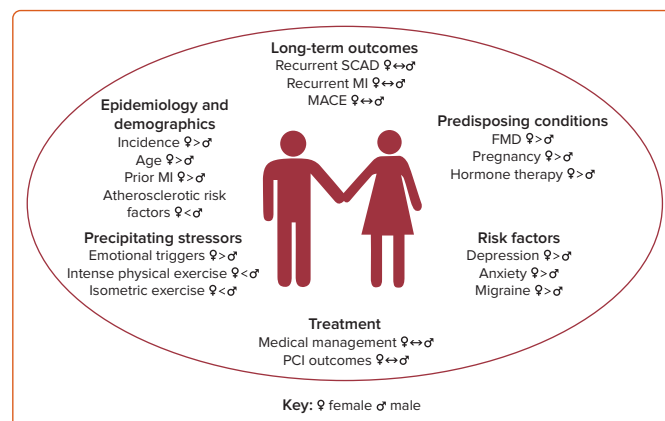 Long-term outcomes
Recurrent SCAD ♀↔♂
Recurrent MI ♀↔♂
MACE ♀↔♂
Epidemiology and
demographics
Incidence ♀>♂
Age ♀>♂
Prior MI ♀>♂
Atherosclerotic risk
factors ♀<♂
Predisposing conditions
FMD ♀>♂
Pregnancy ♀>♂
Hormone therapy ♀>♂
Precipitating stressors
Emotional triggers ♀>♂
Intense physical exercise ♀<♂
Isometric exercise ♀<♂
Risk factors
Depression ♀>♂
Anxiety ♀>♂
Migraine ♀>♂
Treatment
Medical management ♀↔♂
PCI outcomes ♀↔♂
Key: ♀ female ♂ male